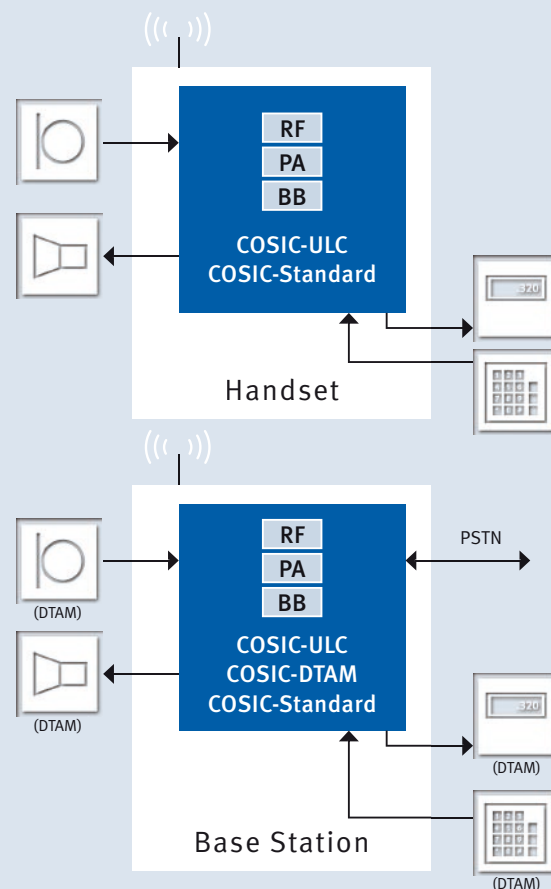 RF
PA
BB
COSIC-ULC
COSIC-Standard
320
Handset
RF
PA
BB
PSTN
(DTAM)
COSIC-ULC
COSIC-DTAM
COSIC-Standard
320
(DTAM)
(DTAM)
Base Station
(DTAM)